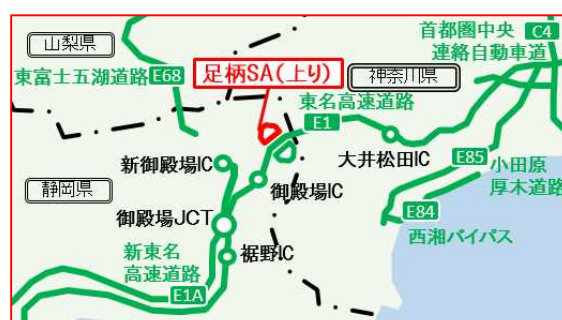 首都圏中央
連絡自動車道
C4
山梨県
東富士五湖道路
E68
足柄SA(上り)
神奈川県
東名高速道路
E1
新御殿場IC
大井松田IC
E85
小田原
厚木道路
静岡県
御殿場IC
御殿場JCT
E84
西湘バイパス
新東名
高速道路
裾野IC
E1A